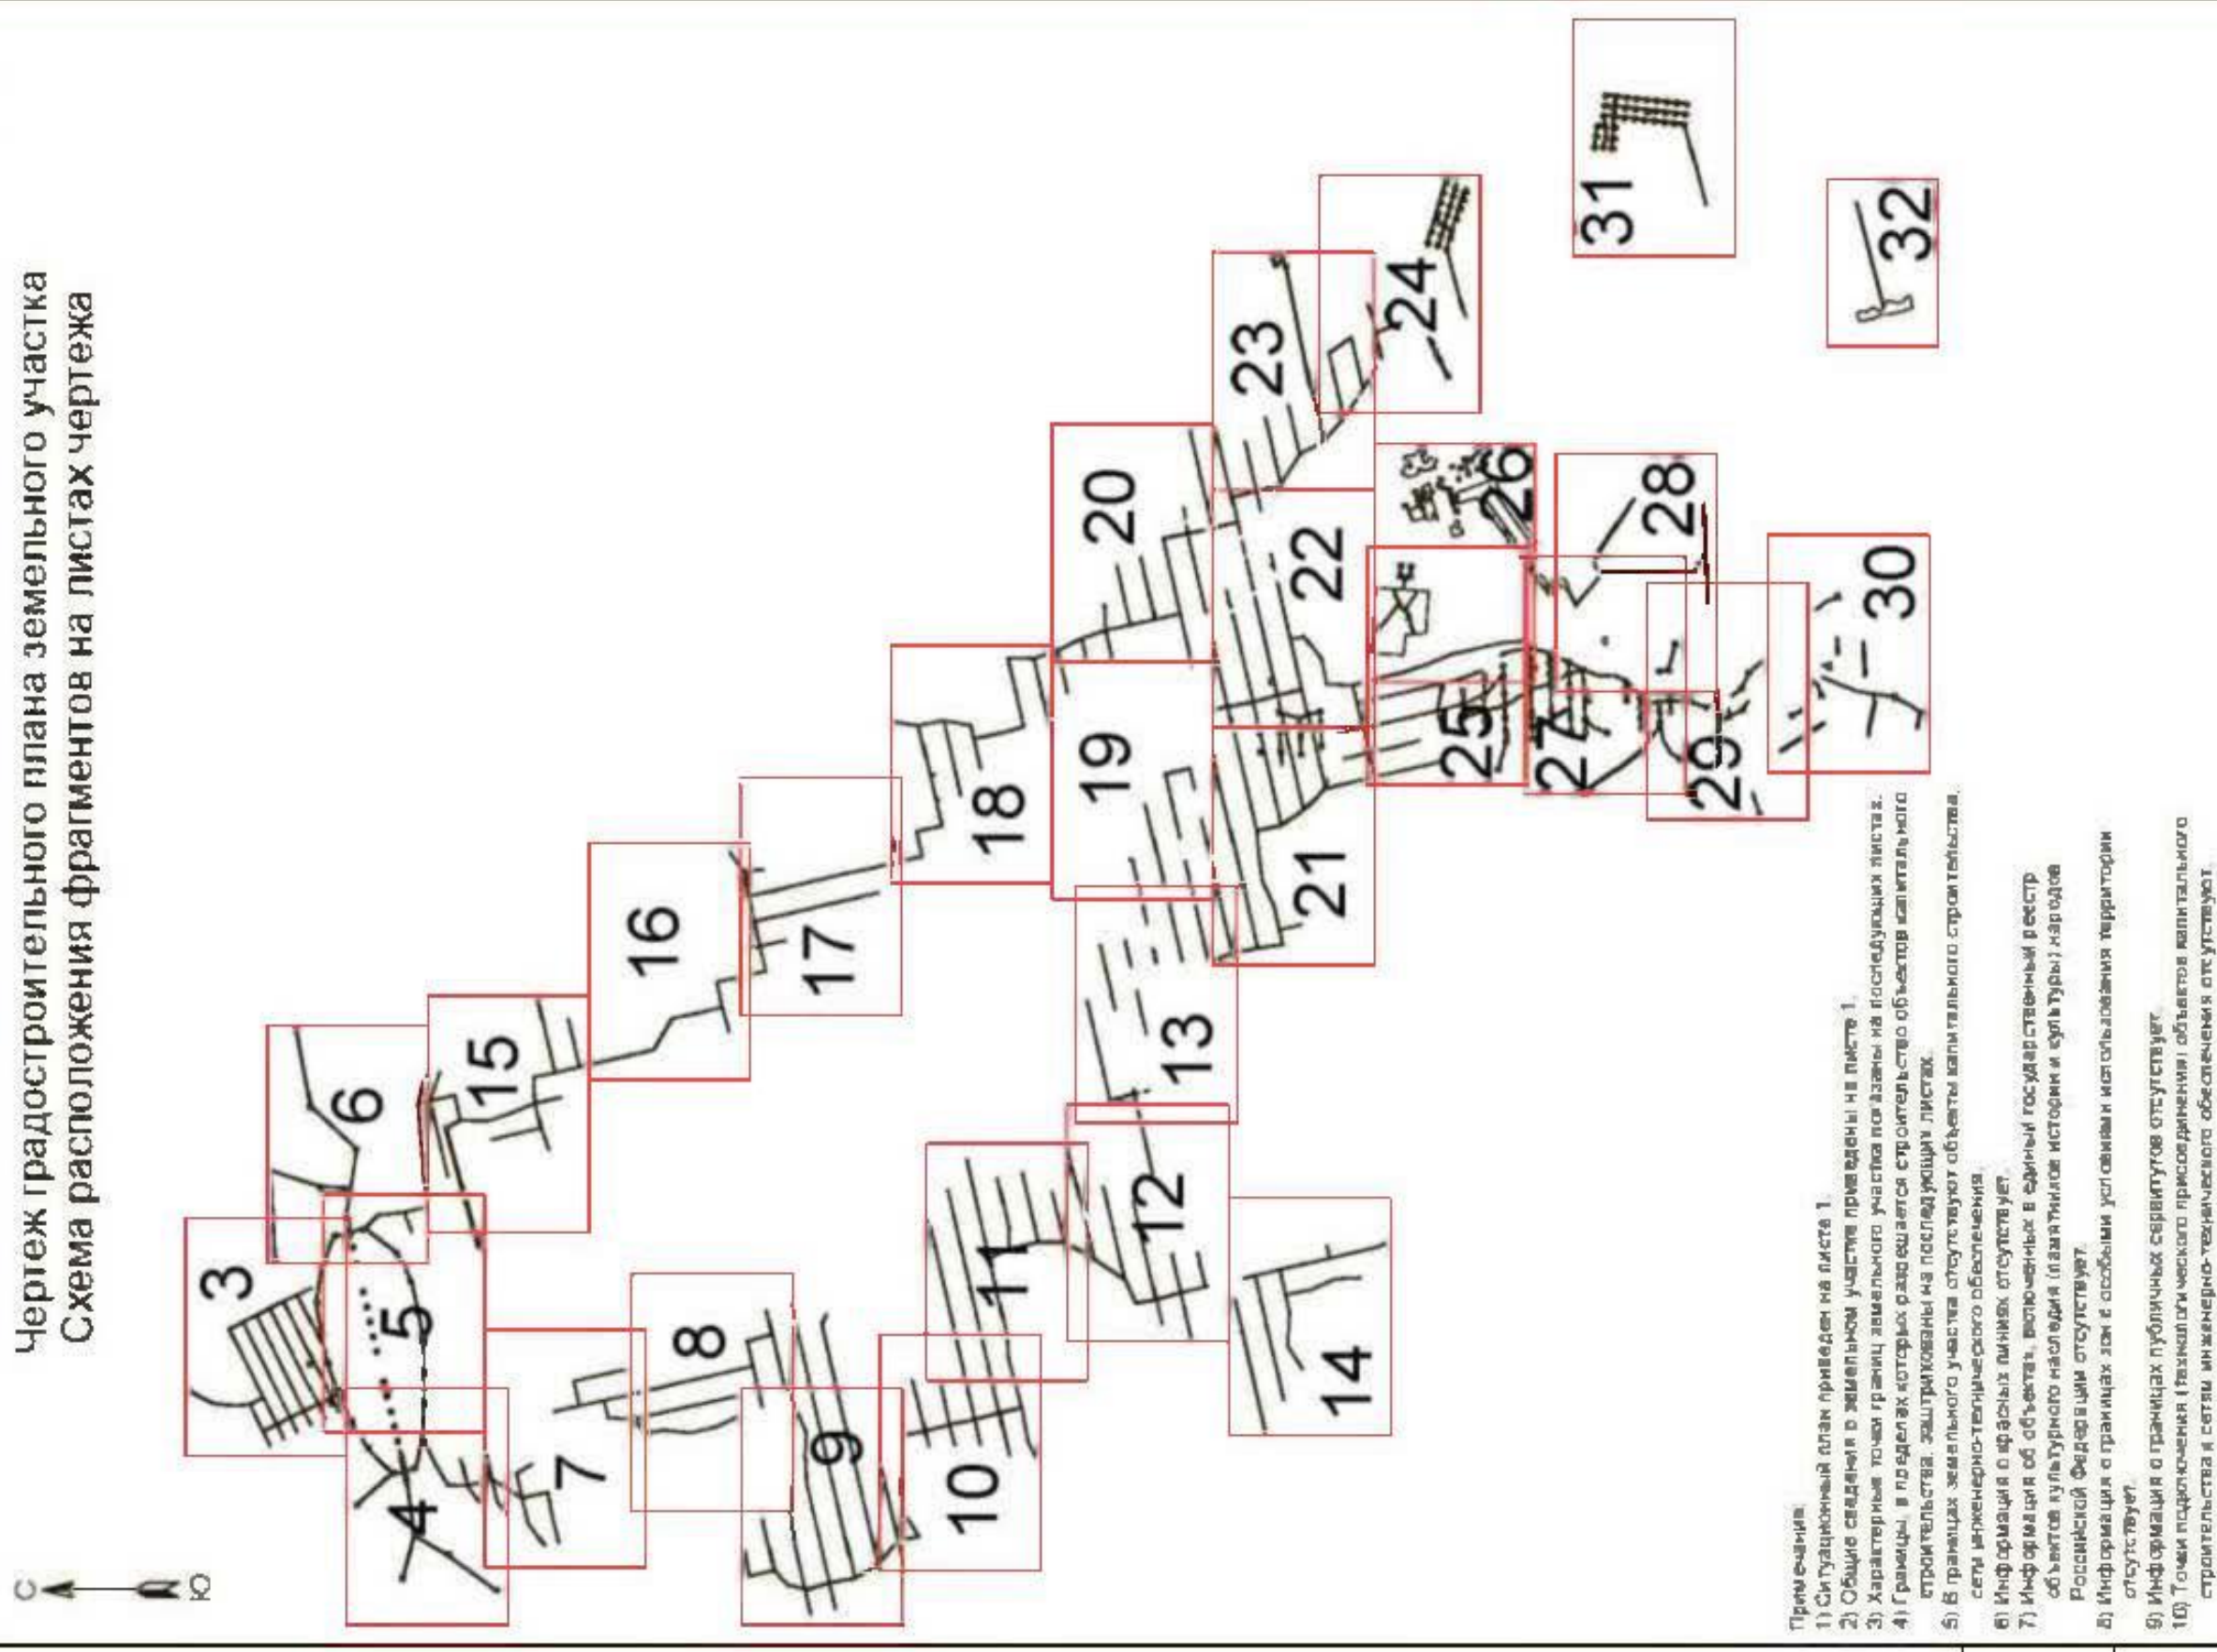 Чертеж градостроительного плана земельного участка
Схема расположения фрагментов на листах чертежа
С
Ю
3
6
5
4
15
7
8
16
9
17
10
11
18
12
13
19
20
14
21
22
23
24
25
26
27
28
29
30
31
32
Примечания:
1) Ситуационный план приведен на листе 1.
2) Общие сведения о земельном участке приведены на листе 1.
3) Характерные точки границ земельного участка показаны на последующих листах.
4) Границы, в пределах которых разрешается строительство объектов капитального
строительства, заштрихованы на последующих листах.
5) В границах земельного участка отсутствуют объекты капитального строительства,
сети инженерно-технического обеспечения.
6) Информация о красных линиях отсутствует.
7) Информация об объектах, включенных в единый государственный реестр
объектов культурного наследия (памятников истории и культуры) народов
Российской Федерации отсутствует.
8) Информация о границах зон с особыми условиями использования территории
отсутствует.
9) Информация о границах публичных сервитутов отсутствует.
10) Точки подключения (технологического присоединения) объектов капитального
строительства к сетям инженерно-технического обеспечения отсутствуют.